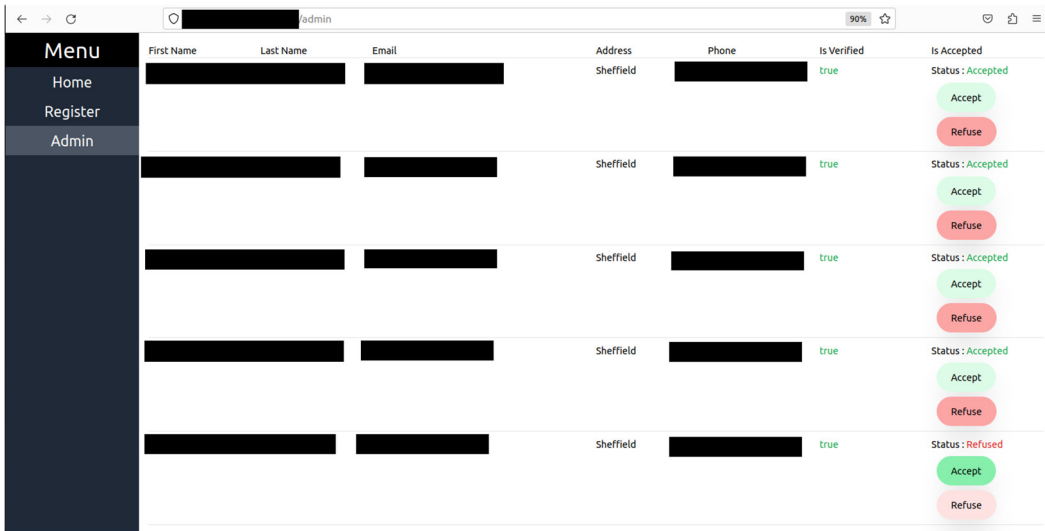 /admin
90%
Menu
Home
Register
Admin
First Name Last Name Email Address Phone Is Verified Is Accepted
Sheffield true Status : Accepted
Accept
Refuse
Sheffield true Status : Accepted
Accept
Refuse
Sheffield true Status : Accepted
Accept
Refuse
Sheffield true Status : Accepted
Accept
Refuse
Sheffield true Status : Refused
Accept
Refuse